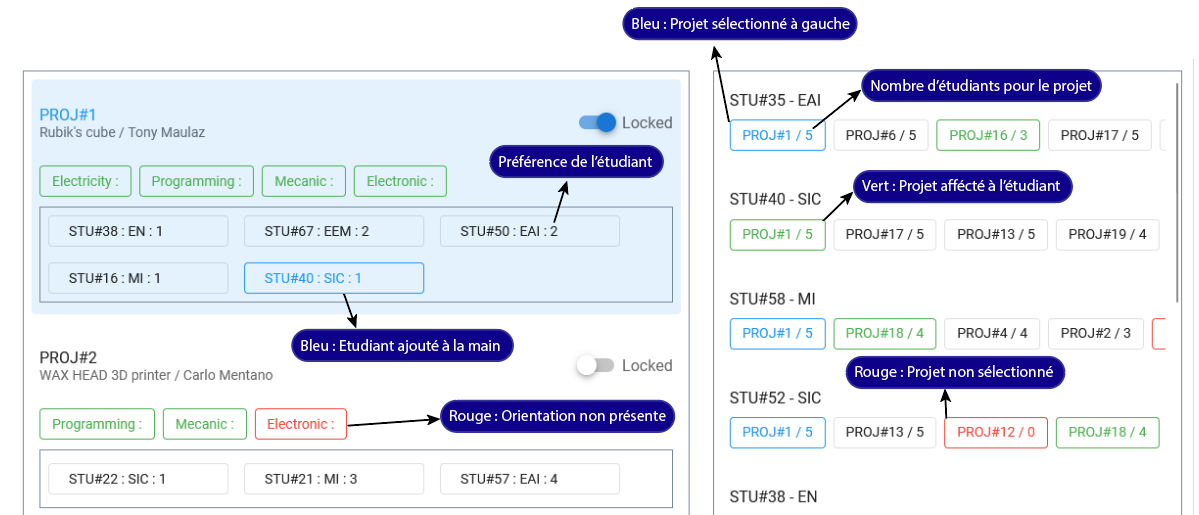 Bleu : Projet sélectionné à gauche
PROJ#1
Rubik's cube / Tony Maulaz
Locked
Préférence de l'étudiant
Electricity :
Programming :
Mecanic :
Electronic :
STU#38 : EN : 1
STU#67 : EEM : 2
STU#50 : EAI : 2
STU#16 : MI : 1
STU#40 : SIC : 1
Bleu : Etudiant ajouté à la main
PROJ#2
WAX HEAD 3D printer / Carlo Mentano
Locked
Programming :
Mecanic :
Electronic :
Rouge : Orientation non présente
STU#22 : SIC : 1
STU#21 : MI : 3
STU#57 : EAI : 4
Nombre d'étudiants pour le projet
STU#35 - EAI
PROJ#1 / 5
PROJ#6 / 5
PROJ#16 / 3
PROJ#17 / 5
Vert : Projet affécté à l'étudiant
STU#40 - SIC
PROJ#1 / 5
PROJ#17 / 5
PROJ#13 / 5
PROJ#19 / 4
STU#58 - MI
PROJ#1 / 5
PROJ#18 / 4
PROJ#4 / 4
PROJ#2 / 3
Rouge : Projet non sélectionné
STU#52 - SIC
PROJ#1 / 5
PROJ#13 / 5
PROJ#12 / 0
PROJ#18 / 4
STU#38 - EN